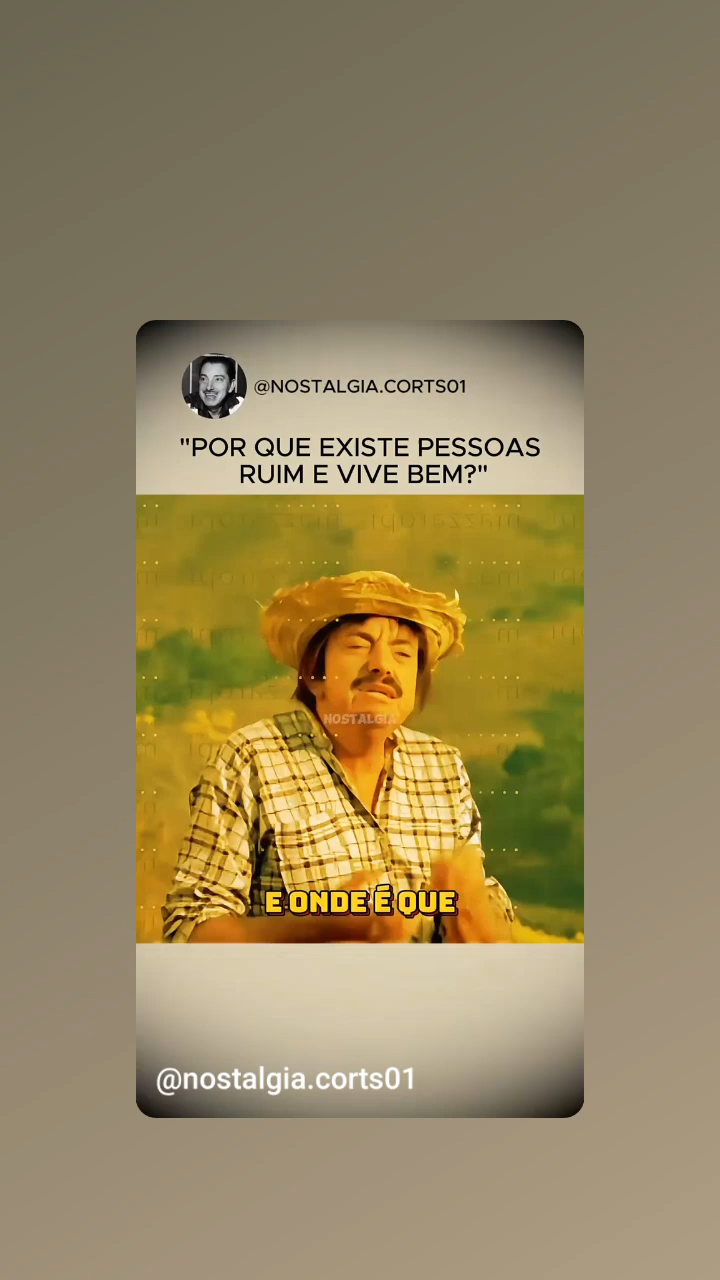 @NOSTALGIA.CORTS01
"POR QUE EXISTE PESSOAS
RUIM E VIVE BEM?"
NOSTALGIA
E ONDE É QUE
@nostalgia.corts01